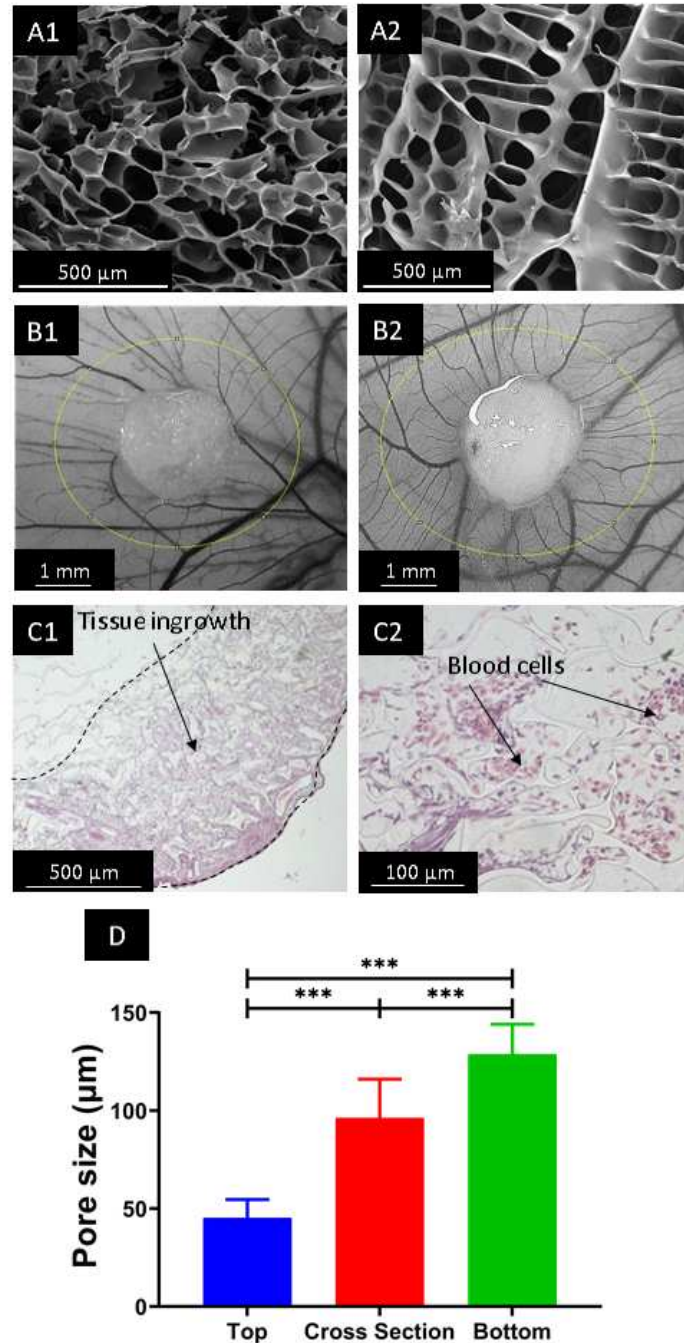 A1
A2
500 µm
500 µm
B1
B2
1 mm
1 mm
C1
Tissue ingrowth
C2
Blood cells
500 µm
100 µm
D
***
*** ***
150
100
50
0
Pore size (µm)
Top Cross Section Bottom